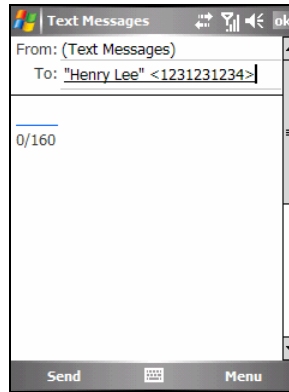 Text Messages ok
From: (Text Messages)
To: "Henry Lee" <1231231234>
0/160
Send Menu